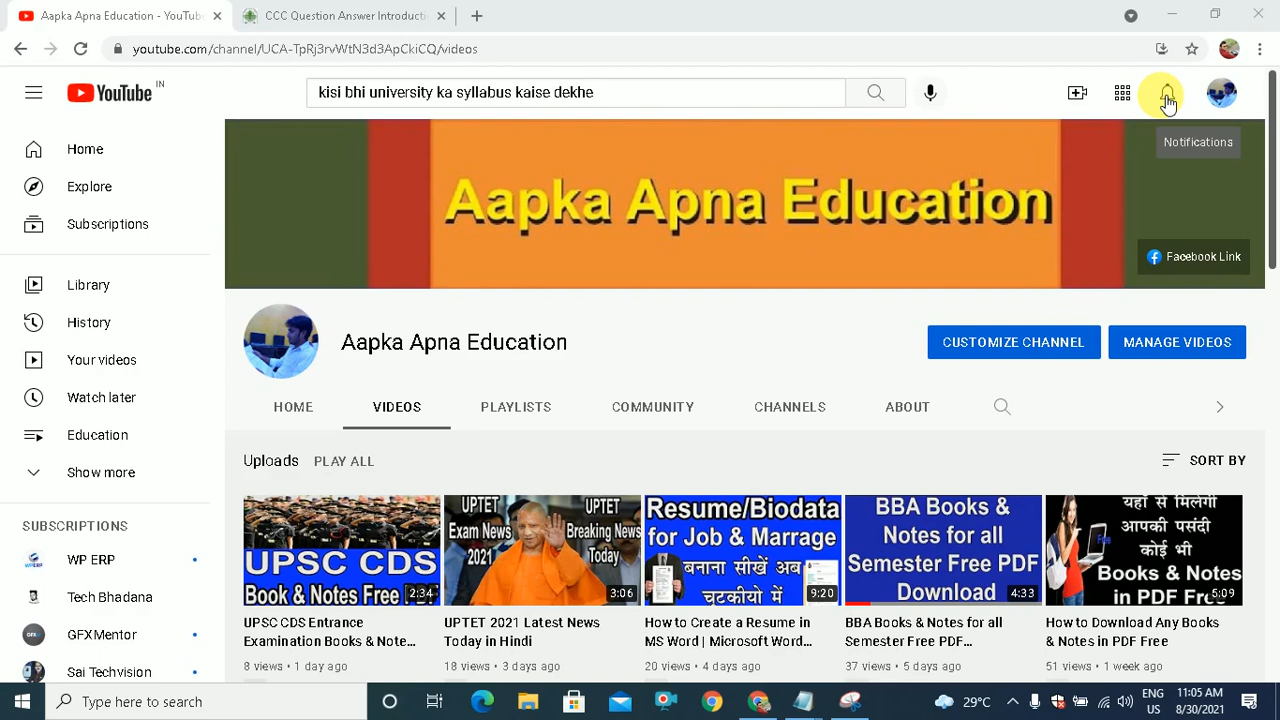 Aapka Apna Education - YouTube
CCC Question Answer Introducti
youtube.com/channel/UCA-TpRj3rvWtN3d3ApCkiCQ/videos
YouTube IN
kisi bhi university ka syllabus kaise dekhe
Notifications
Home
Explore
Subscriptions
Library
History
Your videos
Watch later
Education
Show more
SUBSCRIPTIONS
WP ERP
Tech Bhadana
GFXMentor
Sai Techvision
Aapka Apna Education
Facebook Link
Aapka Apna Education
CUSTOMIZE CHANNEL
MANAGE VIDEOS
HOME VIDEOS PLAYLISTS COMMUNITY CHANNELS ABOUT
Uploads PLAY ALL
SORT BY
UPSC CDS
Book & Notes Free PDF
2:34
UPSC CDS Entrance
Examination Books & Note...
8 views • 1 day ago
UPTET
Exam News
2021
UPTET
Breaking News
Today
3:06
UPTET 2021 Latest News
Today in Hindi
18 views • 3 days ago
Resume/Biodata
for Job & Marrage
बनाना सीखें अब
चुटकीयो में
9:20
How to Create a Resume in
MS Word | Microsoft Word...
20 views • 4 days ago
BBA Books &
Notes for all
Semester Free PDF
Download
4:33
BBA Books & Notes for all
Semester Free PDF...
37 views • 5 days ago
यहाँ से मिलेगी
आपकी पसंदी
कोई भी
Books & Notes
in PDF Free
5:09
How to Download Any Books
& Notes in PDF Free
51 views • 1 week ago
Type here to search
29°C
ENG
US
11:05 AM
8/30/2021